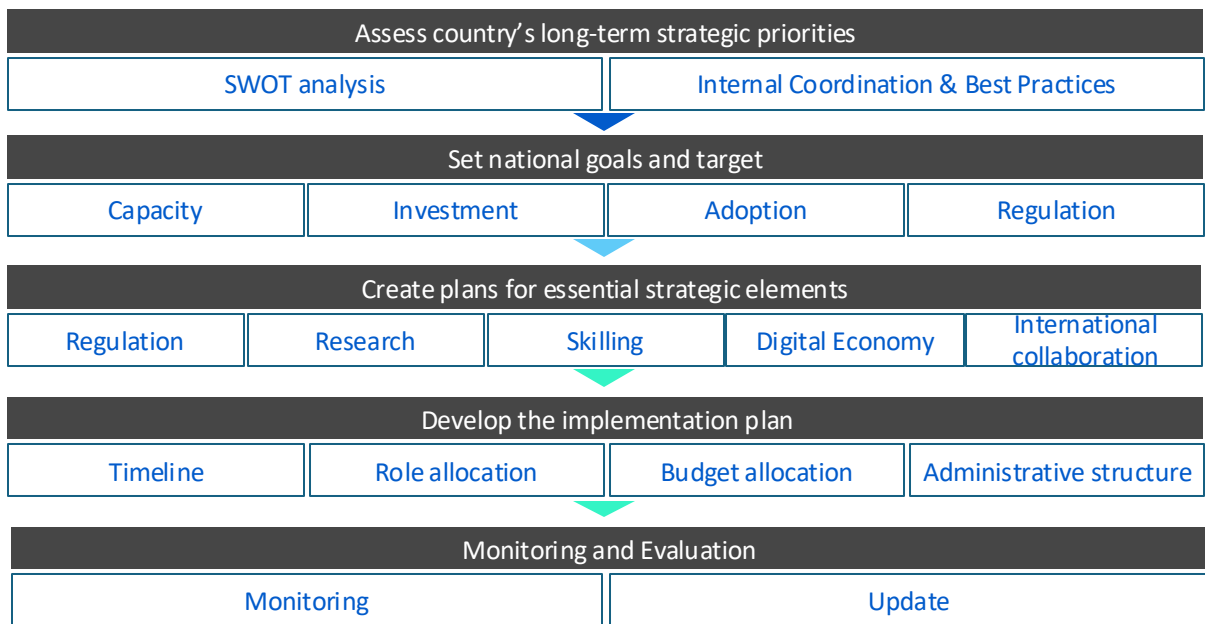 Assess country’s long-term strategic priorities
SWOT analysis
Internal Coordination & Best Practices
Set national goals and target
Capacity
Investment
Adoption
Regulation
Create plans for essential strategic elements
Regulation
Research
Skilling
Digital Economy
International
collaboration
Develop the implementation plan
Timeline
Role allocation
Budget allocation
Administrative structure
Monitoring and Evaluation
Monitoring
Update